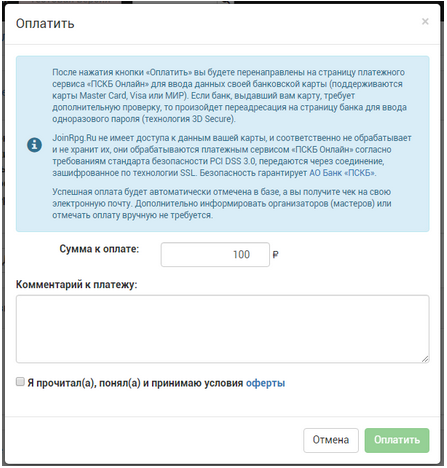 Оплатить
×
После нажатия кнопки «Оплатить» вы будете перенаправлены на страницу платежного
сервиса «ПСКБ Онлайн» для ввода данных своей банковской карты (поддерживаются
карты Master Card, Visa или МИР). Если банк, выдавший вам карту, требует
дополнительную проверку, то произойдет переадресация на страницу банка для ввода
одноразового пароля (технология 3D Secure).
JoinRpg.Ru не имеет доступа к данным вашей карты, и соответственно не обрабатывает
и не хранит их, они обрабатываются платежным сервисом «ПСКБ Онлайн» согласно
требованиям стандарта безопасности PCI DSS 3.0, передаются через соединение,
зашифрованное по технологии SSL. Безопасность гарантирует АО Банк «ПСКБ».
Успешная оплата будет автоматически отмечена в базе, а вы получите чек на свою
электронную почту. Дополнительно информировать организаторов (мастеров) или
отмечать оплату вручную не требуется.
Сумма к оплате: 100 ₽
Комментарий к платежу:
Я прочитал(а), понял(а) и принимаю условия оферты
Отмена Оплатить